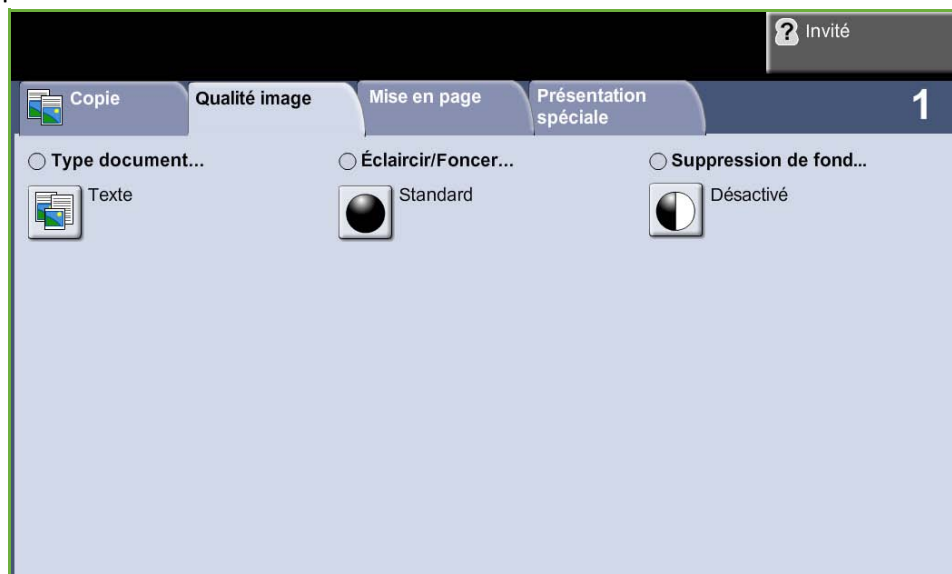 ? Invité
Copie
Qualité image
Mise en page
Présentation
spéciale
1
Type document...
Éclaircir/Foncer...
Suppression de fond...
Texte
Standard
Désactivé